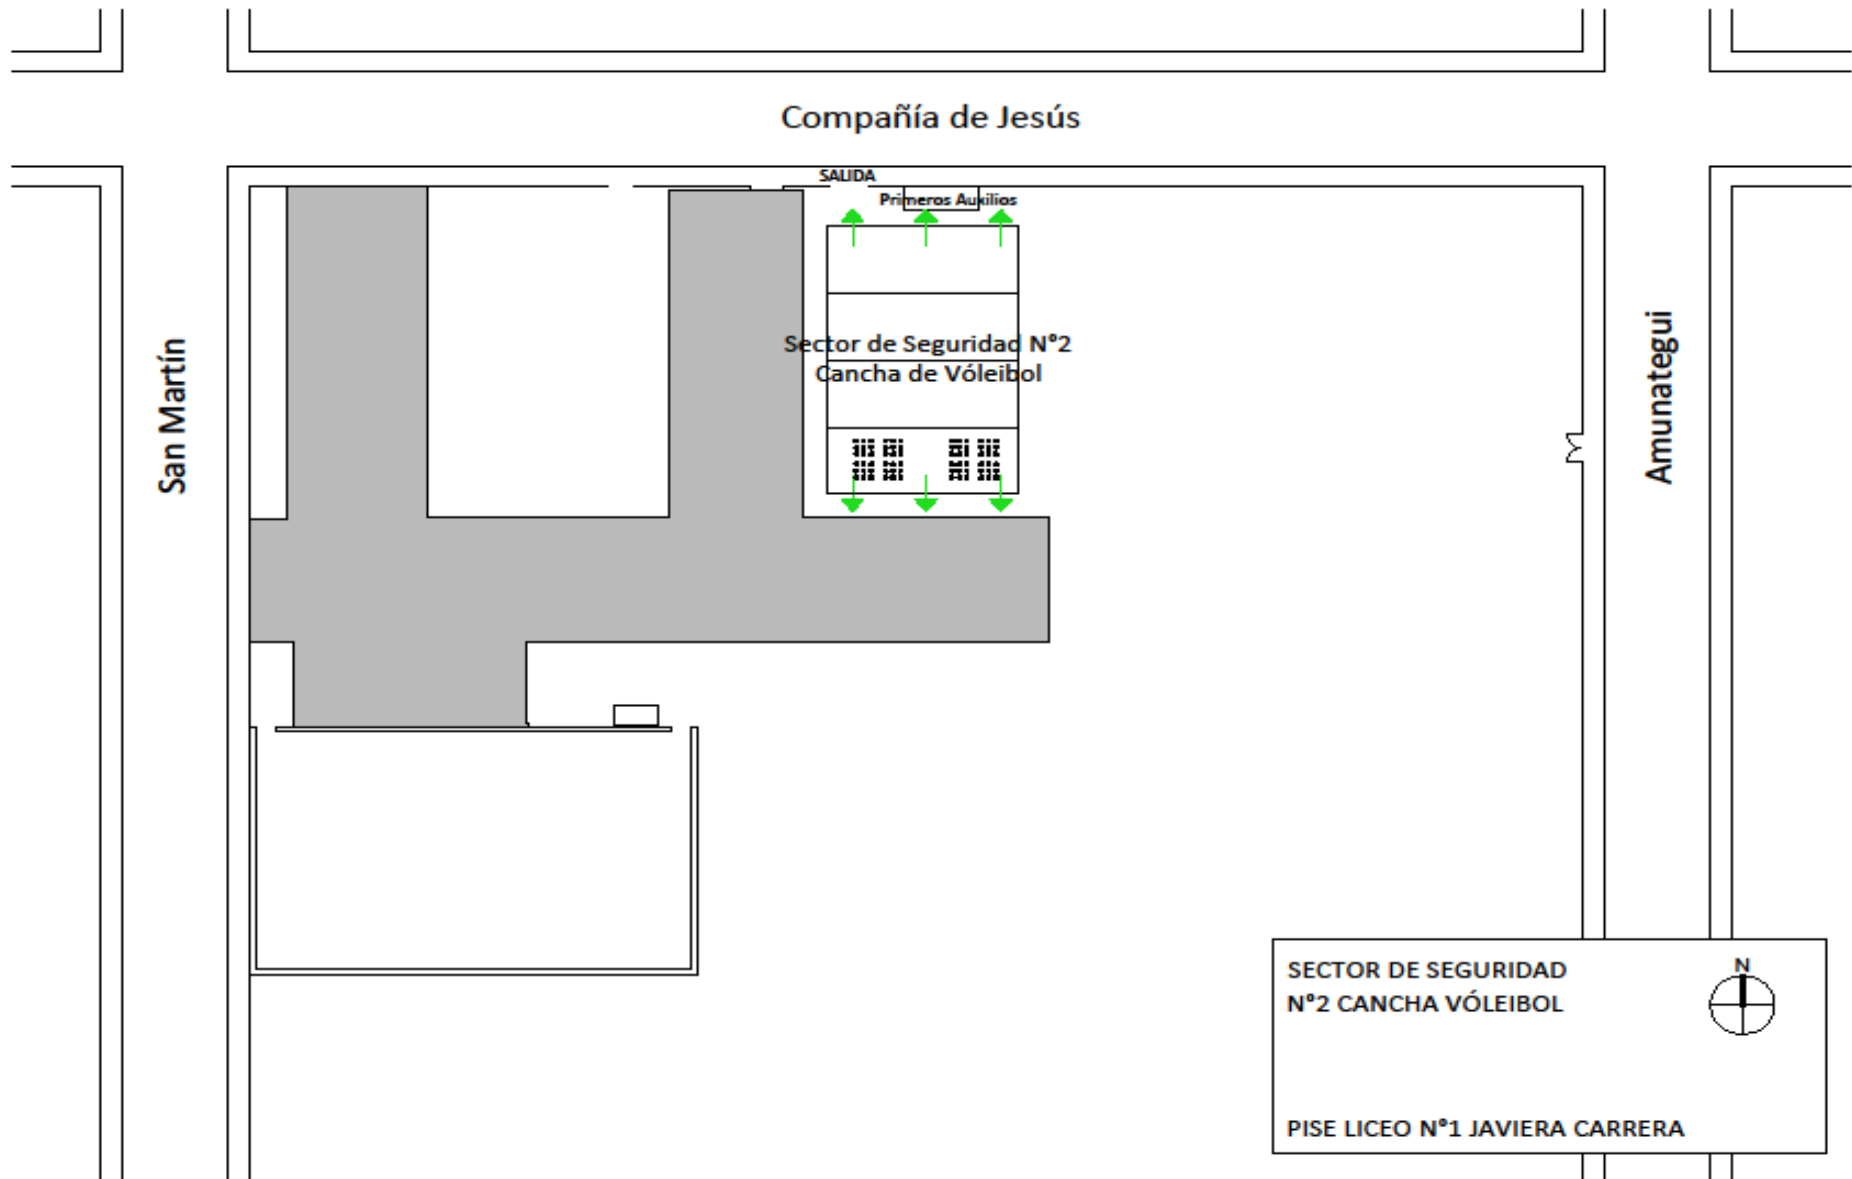 Compañía de Jesús
SALIDA
Primeros Auxilios
Sector de Seguridad N°2
Cancha de Vóleibol
San Martín
Amunategui
SECTOR DE SEGURIDAD
N°2 CANCHA VÓLEIBOL
N
PISE LICEO N°1 JAVIERA CARRERA